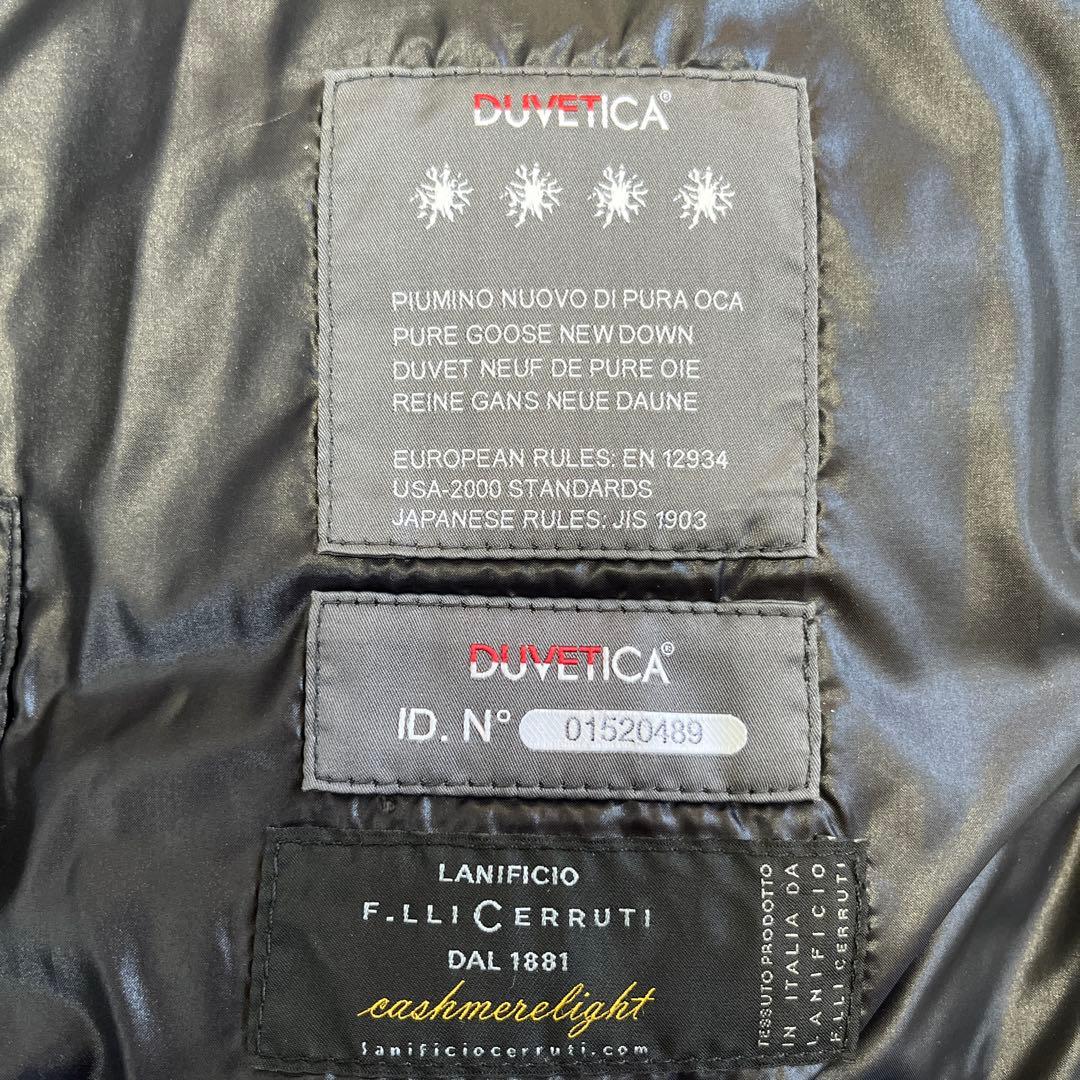 DUVETICA®
PIUMINO NUOVO DI PURA OCA
PURE GOOSE NEW DOWN
DUVET NEUF DE PURE OIE
REINE GANS NEUE DAUNE
EUROPEAN RULES: EN 12934
USA-2000 STANDARDS
JAPANESE RULES: JIS 1903
DUVETICA®
ID. N° 01520489
LANIFICIO
F.LLI CERRUTI
DAL 1881
cashmerelight
lanificiocerruti.com
TESSUTO PRODOTTO
IN ITALIA DA
LANIFICIO
F.LLI CERRUTI